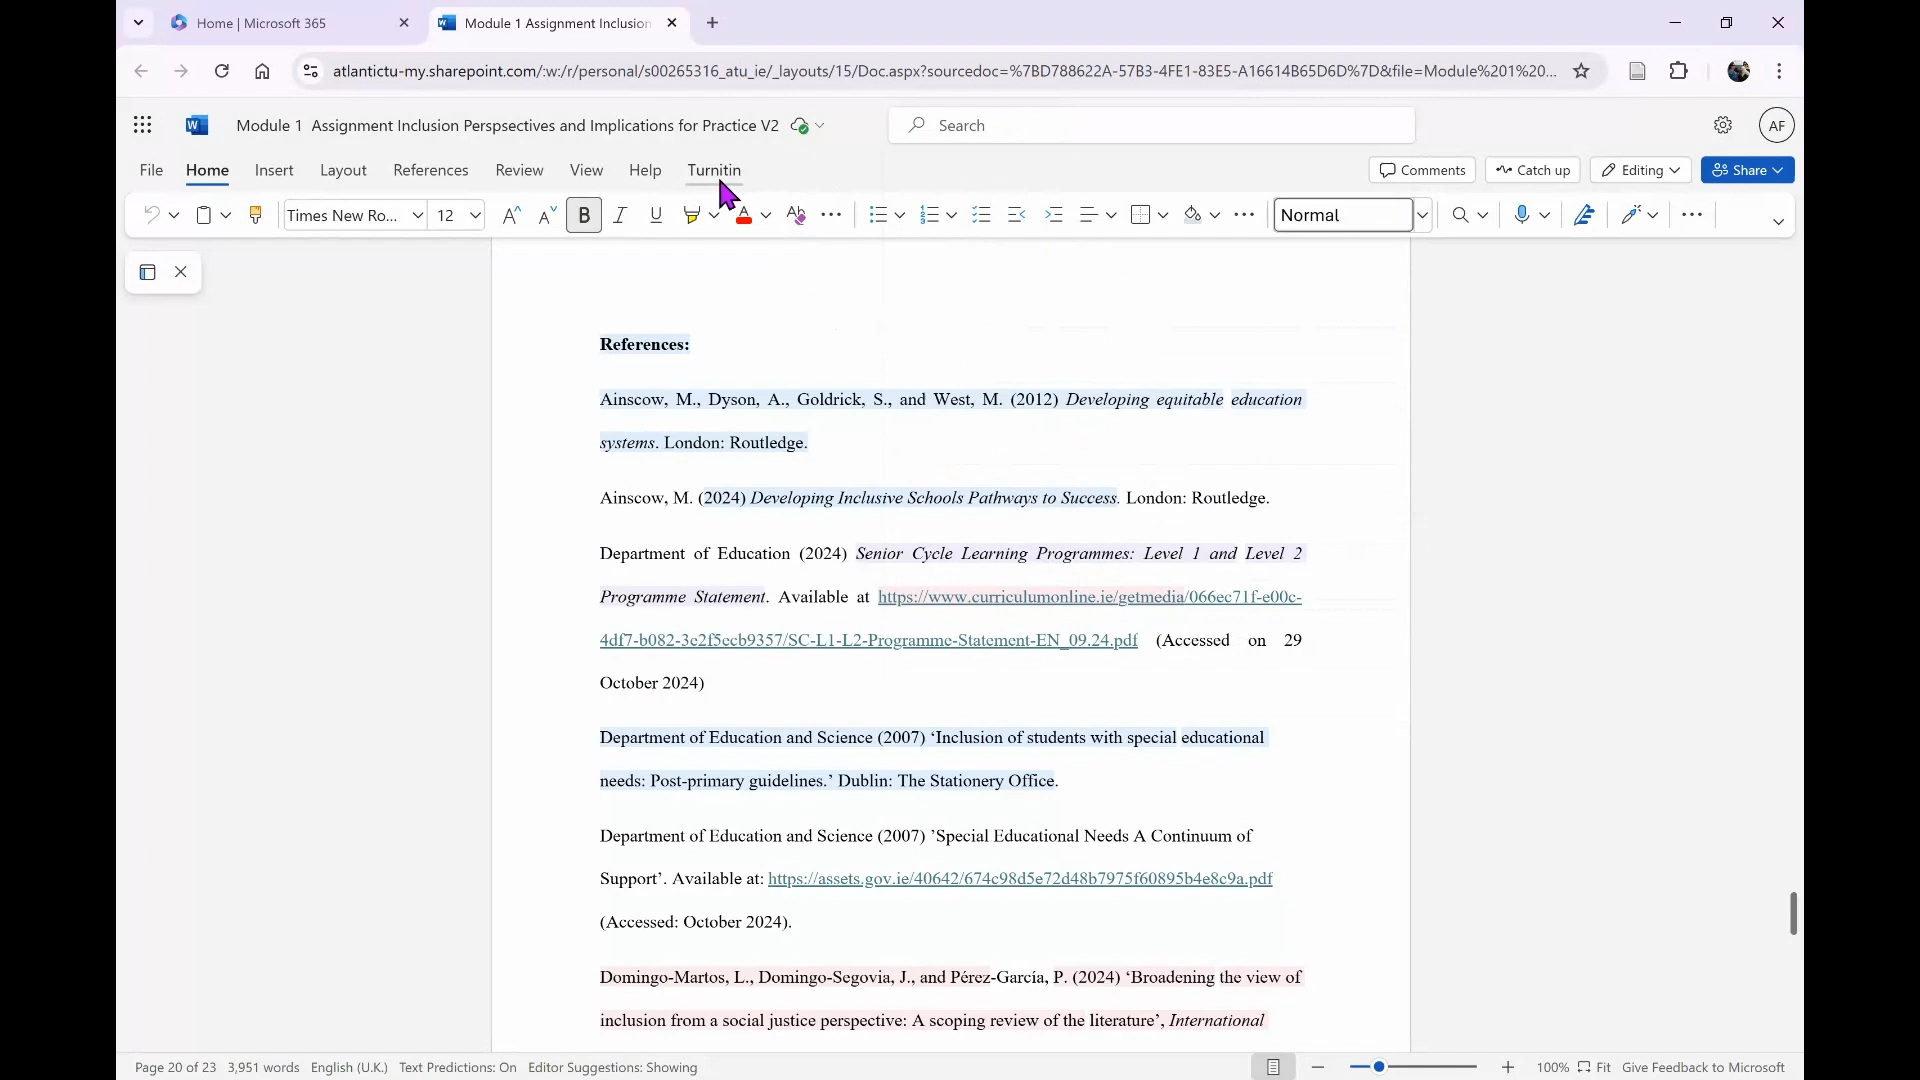 Home | Microsoft 365
Module 1 Assignment Inclusion
atlantictu-my.sharepoint.com/:w:/r/personal/s00265316_atu_ie/_layouts/15/Doc.aspx?sourcedoc=%7BD788622A-57B3-4FE1-83E5-A16614B65D6D%7D&file=Module%201%20...
Module 1 Assignment Inclusion Perspsectives and Implications for Practice V2
Search
AF
File Home Insert Layout References Review View Help Turnitin
Comments Catch up Editing Share
Times New Ro... 12 A A B I U A Normal
References:
Ainscow, M., Dyson, A., Goldrick, S., and West, M. (2012) Developing equitable education
systems. London: Routledge.
Ainscow, M. (2024) Developing Inclusive Schools Pathways to Success. London: Routledge.
Department of Education (2024) Senior Cycle Learning Programmes: Level 1 and Level 2
Programme Statement. Available at https://www.curriculumonline.ie/getmedia/066ec71f-e00c-
4df7-b082-3e2f5ecb9357/SC-L1-L2-Programme-Statement-EN_09.24.pdf (Accessed on 29
October 2024)
Department of Education and Science (2007) ‘Inclusion of students with special educational
needs: Post-primary guidelines.’ Dublin: The Stationery Office.
Department of Education and Science (2007) ’Special Educational Needs A Continuum of
Support’. Available at: https://assets.gov.ie/40642/674c98d5e72d48b7975f60895b4e8c9a.pdf
(Accessed: October 2024).
Domingo-Martos, L., Domingo-Segovia, J., and Pérez-García, P. (2024) ‘Broadening the view of
inclusion from a social justice perspective: A scoping review of the literature’, International
Page 20 of 23 3,951 words English (U.K.) Text Predictions: On Editor Suggestions: Showing 100% Fit Give Feedback to Microsoft